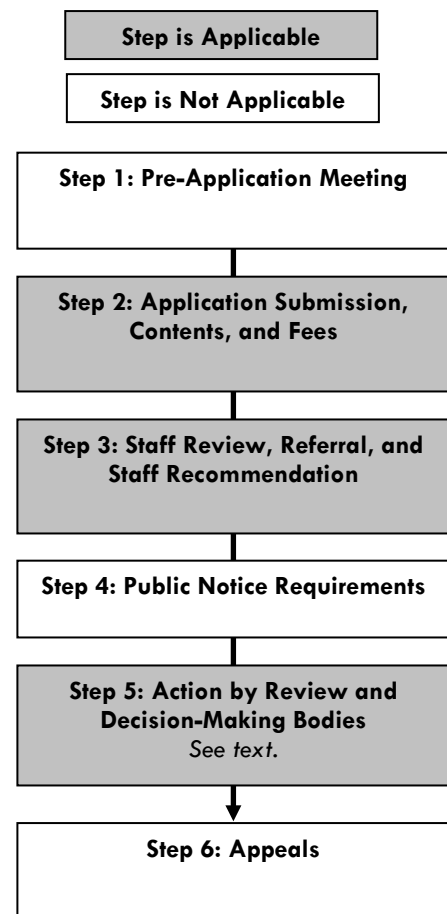 Step is Applicable
Step is Not Applicable
Step 1: Pre-Application Meeting
Step 2: Application Submission,
Contents, and Fees
Step 3: Staff Review, Referral, and
Staff Recommendation
Step 4: Public Notice Requirements
Step 5: Action by Review and
Decision-Making Bodies
See text.
Step 6: Appeals